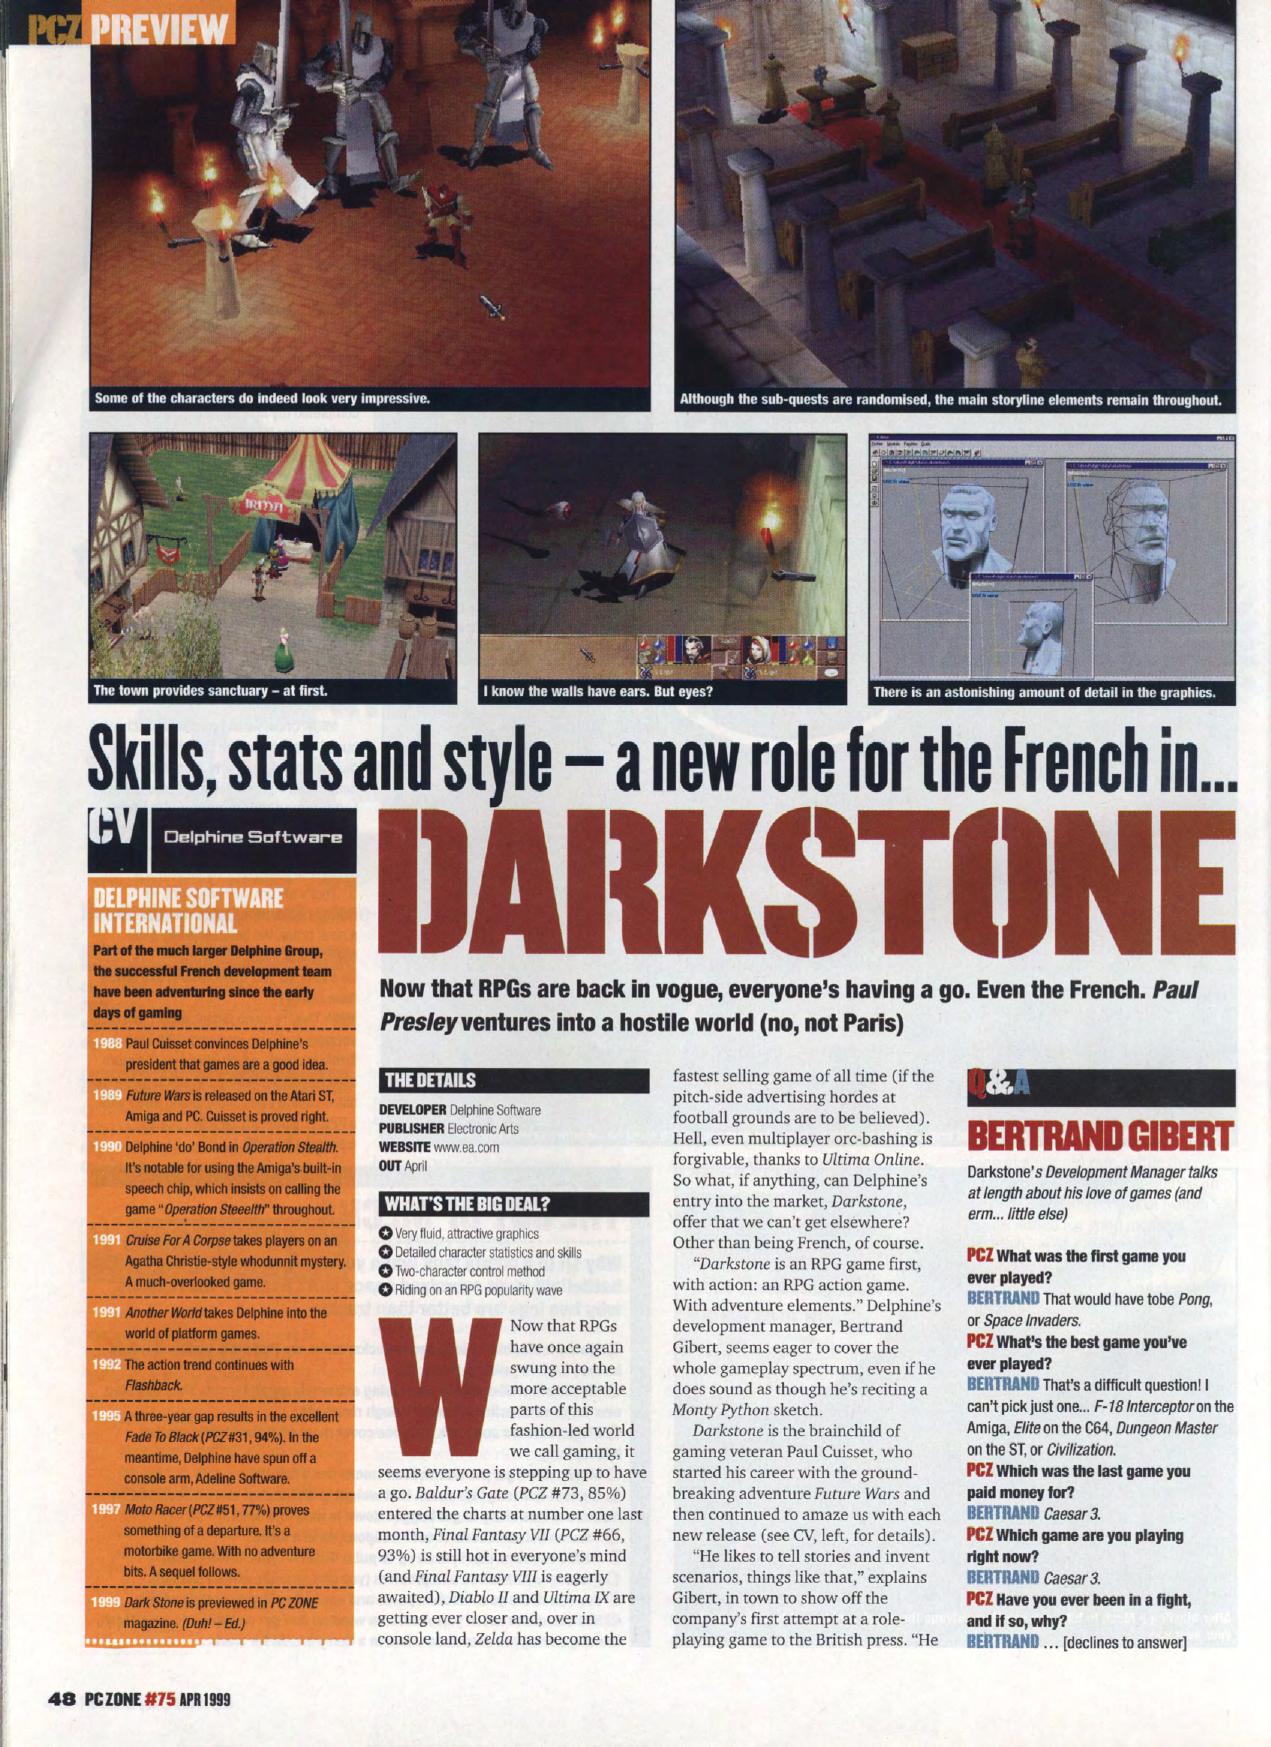 PCZ PREVIEW
Some of the characters do indeed look very impressive.
Although the sub-quests are randomised, the main storyline elements remain throughout.
IRMA
The town provides sanctuary – at first.
I know the walls have ears. But eyes?
There is an astonishing amount of detail in the graphics.
Skills, stats and style – a new role for the French in...
DARKSTONE
Now that RPGs are back in vogue, everyone's having a go. Even the French. Paul
Presley ventures into a hostile world (no, not Paris)
CV Delphine Software
DELPHINE SOFTWARE
INTERNATIONAL
Part of the much larger Delphine Group,
the successful French development team
have been adventuring since the early
days of gaming
1988 Paul Cuisset convinces Delphine's
president that games are a good idea.
1989 Future Wars is released on the Atari ST,
Amiga and PC. Cuisset is proved right.
1990 Delphine 'do' Bond in Operation Stealth.
It's notable for using the Amiga's built-in
speech chip, which insists on calling the
game "Operation Steeelth" throughout.
1991 Cruise For A Corpse takes players on an
Agatha Christie-style whodunnit mystery.
A much-overlooked game.
1991 Another World takes Delphine into the
world of platform games.
1992 The action trend continues with
Flashback.
1995 A three-year gap results in the excellent
Fade To Black (PCZ #31, 94%). In the
meantime, Delphine have spun off a
console arm, Adeline Software.
1997 Moto Racer (PCZ #51, 77%) proves
something of a departure. It's a
motorbike game. With no adventure
bits. A sequel follows.
1999 Dark Stone is previewed in PC ZONE
magazine. (Duh! – Ed.)
THE DETAILS
DEVELOPER Delphine Software
PUBLISHER Electronic Arts
WEBSITE www.ea.com
OUT April
WHAT'S THE BIG DEAL?
Very fluid, attractive graphics
Detailed character statistics and skills
Two-character control method
Riding on an RPG popularity wave
W Now that RPGs
have once again
swung into the
more acceptable
parts of this
fashion-led world
we call gaming, it
seems everyone is stepping up to have
a go. Baldur's Gate (PCZ #73, 85%)
entered the charts at number one last
month, Final Fantasy VII (PCZ #66,
93%) is still hot in everyone's mind
(and Final Fantasy VIII is eagerly
awaited), Diablo II and Ultima IX are
getting ever closer and, over in
console land, Zelda has become the
fastest selling game of all time (if the
pitch-side advertising hordes at
football grounds are to be believed).
Hell, even multiplayer orc-bashing is
forgivable, thanks to Ultima Online.
So what, if anything, can Delphine's
entry into the market, Darkstone,
offer that we can't get elsewhere?
Other than being French, of course.
"Darkstone is an RPG game first,
with action: an RPG action game.
With adventure elements." Delphine's
development manager, Bertrand
Gibert, seems eager to cover the
whole gameplay spectrum, even if he
does sound as though he's reciting a
Monty Python sketch.
Darkstone is the brainchild of
gaming veteran Paul Cuisset, who
started his career with the ground-
breaking adventure Future Wars and
then continued to amaze us with each
new release (see CV, left, for details).
"He likes to tell stories and invent
scenarios, things like that," explains
Gibert, in town to show off the
company's first attempt at a role-
playing game to the British press. "He
Q&A
BERTRAND GIBERT
Darkstone's Development Manager talks
at length about his love of games (and
erm... little else)
PCZ What was the first game you
ever played?
BERTRAND That would have tobe Pong,
or Space Invaders.
PCZ What's the best game you've
ever played?
BERTRAND That's a difficult question! I
can't pick just one... F-18 Interceptor on the
Amiga, Elite on the C64, Dungeon Master
on the ST, or Civilization.
PCZ Which was the last game you
paid money for?
BERTRAND Caesar 3.
PCZ Which game are you playing
right now?
BERTRAND Caesar 3.
PCZ Have you ever been in a fight,
and if so, why?
BERTRAND ... [declines to answer]
48 PC ZONE #75 APR 1999